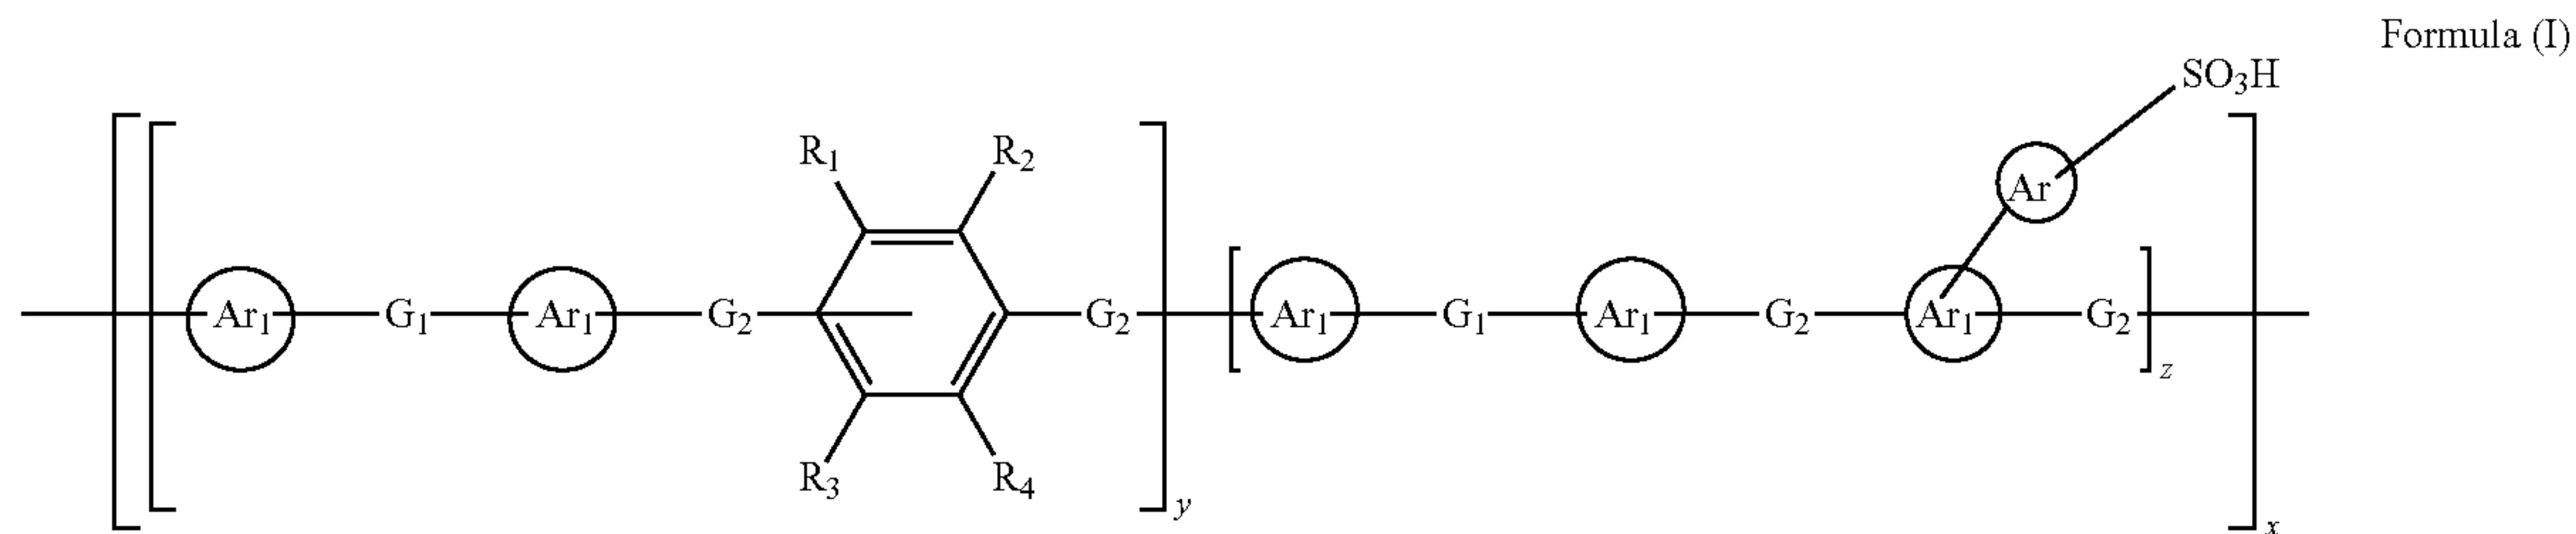 Formula (I)
SO3H
R1 R2
Ar
Ar1 G1 Ar1 G2 G2 Ar1 G1 Ar1 G2 Ar1 G2
z
R3 R4
y
x